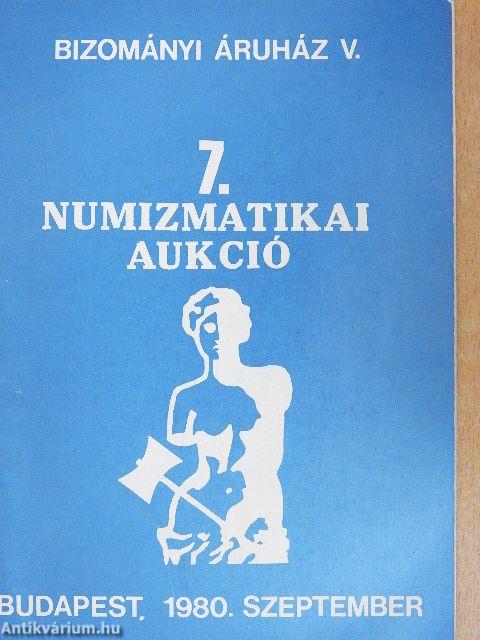 BIZOMÁNYI ÁRUHÁZ V.
7.
NUMIZMATIKAI
AUKCIÓ
BUDAPEST, 1980. SZEPTEMBER
Antikvárium.hu